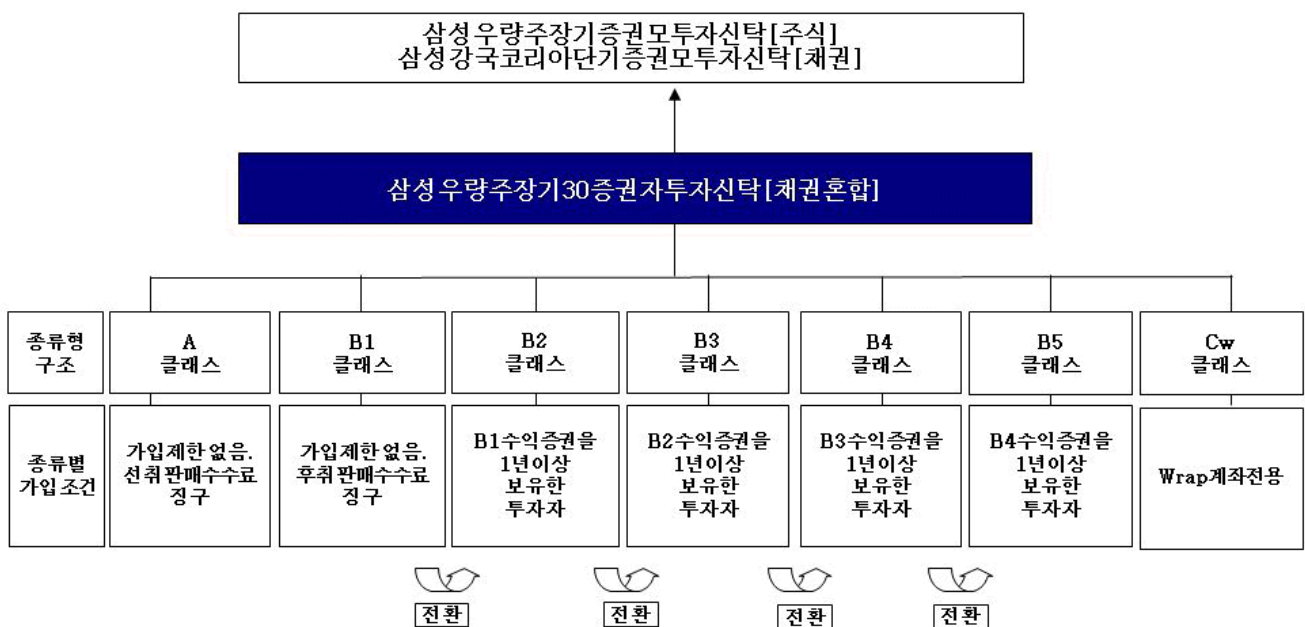 삼성우량주장기증권모투자신탁[주식]
삼성강국코리아단기증권모투자신탁[채권]
삼성우량주장기30증권자투자신탁[채권혼합]
종류형
구조
A
클래스
B1
클래스
B2
클래스
B3
클래스
B4
클래스
B5
클래스
Cw
클래스
종류별
가입조건
가입제한없음.
선취판매수수료
징구
가입제한없음.
후취판매수수료
징구
B1수익증권을
1년이상
보유한
투자자
B2수익증권을
1년이상
보유한
투자자
B3수익증권을
1년이상
보유한
투자자
B4수익증권을
1년이상
보유한
투자자
Wrap계좌전용
전환
전환
전환
전환